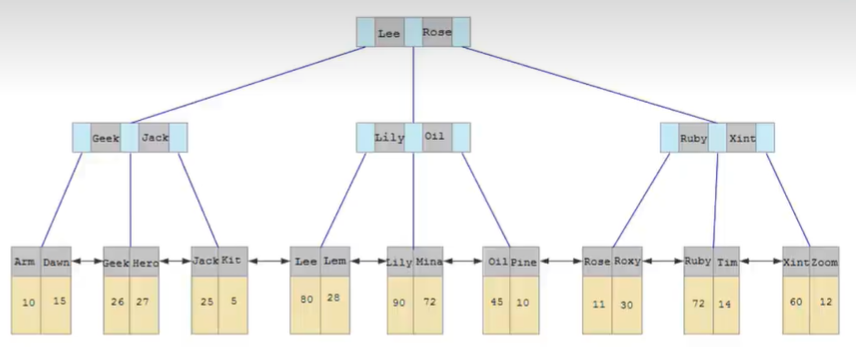 Lee Rose
Geek Jack Lily Oil Ruby Xint
Arm Dawn Geek Hero Jack Kit Lee Lem Lily Mina Oil Pine Rose Roxy Ruby Tim Xint Zoom
10 15 26 27 25 5 80 28 90 72 45 10 11 30 72 14 60 12